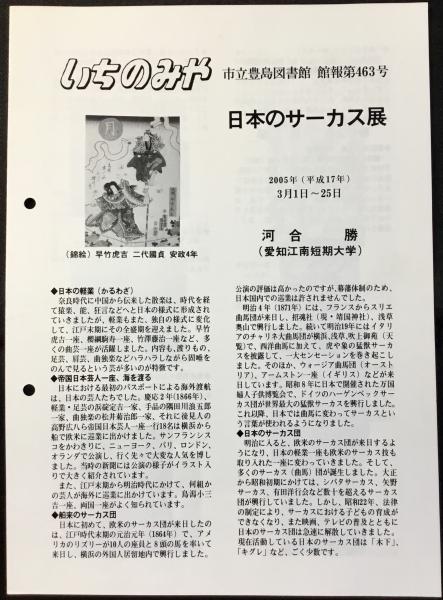 いちのみや
市立豊島図書館 館報第463号
日本のサーカス展
2005年（平成17年）
3月1日～25日
河合 勝
（愛知江南短期大学）
（錦絵）早竹虎吉 二代國貞 安政4年
◆日本の軽業（かるわざ）
奈良時代に中国から伝来した散楽は、時代を経
て猿楽、能、狂言などへと日本の様式に形成され
ていきましたが、軽業もまた、独自の様式に変化
して、江戸末期にその全盛期を迎えました。早竹
虎吉一座、櫻綱駒寿一座、竹澤藤治一座など、多
くの曲芸一座が活躍しました。内容も、渡りもの、
足芸、肩芸、曲独楽などハラハラしながら固唾を
のんで見るという芸が多いのが特徴です。
◆帝国日本芸人一座、海を渡る
日本における最初のパスポートによる海外渡航
は、日本の芸人たちでした。慶応2年（1866年）、
軽業・足芸の浜碇定吉一家、手品の隅田川浪五郎
一家、曲独楽の松井菊治郎一家、それに後見人の
高野広八ら帝国日本芸人一座一行18名は横浜から
船で欧米に巡業に出かけました。サンフランシス
コをかわきりに、ニューヨーク、パリ、ロンドン、
オランダで公演し、行く先々で大変な人気を博し
ました。当時の新聞には公演の様子がイラスト入
りで大きく紹介されています。
また、江戸末期から明治時代にかけて、何組か
の芸人が海外に巡業に出かけています。鳥潟小三
吉一座、両国一座がよく知られています。
◆舶来のサーカス団
日本に初めて、欧米のサーカス団が来日したの
は、江戸時代末期の元治元年（1864年）で、アメ
リカのリズリーが10人の座員と8頭の馬を率いて
来日し、横浜の外国人居留地内で興行しました。
公演の評価は高かったのですが、幕藩体制のため、
日本国内での巡業は許されませんでした。
明治4年（1871年）には、フランスからスリエ
曲馬団が来日し、招魂社（現・靖国神社）、浅草
奥山で興行しました。続いて明治19年にはイタリ
アのチャリネ大曲馬団が横浜、浅草、吹上御苑（天
覧）で、西洋曲馬に加えて、虎や象の猛獣サーカ
スを披露して、一大センセーションを巻き起こし
ました。そのほか、ウォージア曲馬団（オースト
リア）、アームストン一座（イギリス）などが来
日しています。昭和8年に日本で開催された万国
婦人子供博覧会で、ドイツのハーゲンベックサー
カス団が世界最大の猛獣サーカスを興行しました。
これ以降、日本では曲馬に変わってサーカスとい
う言葉が使われるようになりました。
◆日本のサーカス団
明治に入ると、欧米のサーカス団が来日するよ
うになり、日本の軽業一座も欧米のサーカス技も
取り入れた一座に変わっていきました。そして、
多くのサーカス（曲馬）団が誕生しました。大正
から昭和初期にかけては、シバタサーカス、矢野
サーカス、有田洋行会など数十を超えるサーカス
団が興行していました。しかし、昭和22年、法律
の制定により、サーカスにおける子どもの育成が
できなくなり、また映画、テレビの普及とともに
日本のサーカス団は急速に解散していきました。
現在活動している日本のサーカス団は「木下」、
「キグレ」など、ごく少数です。